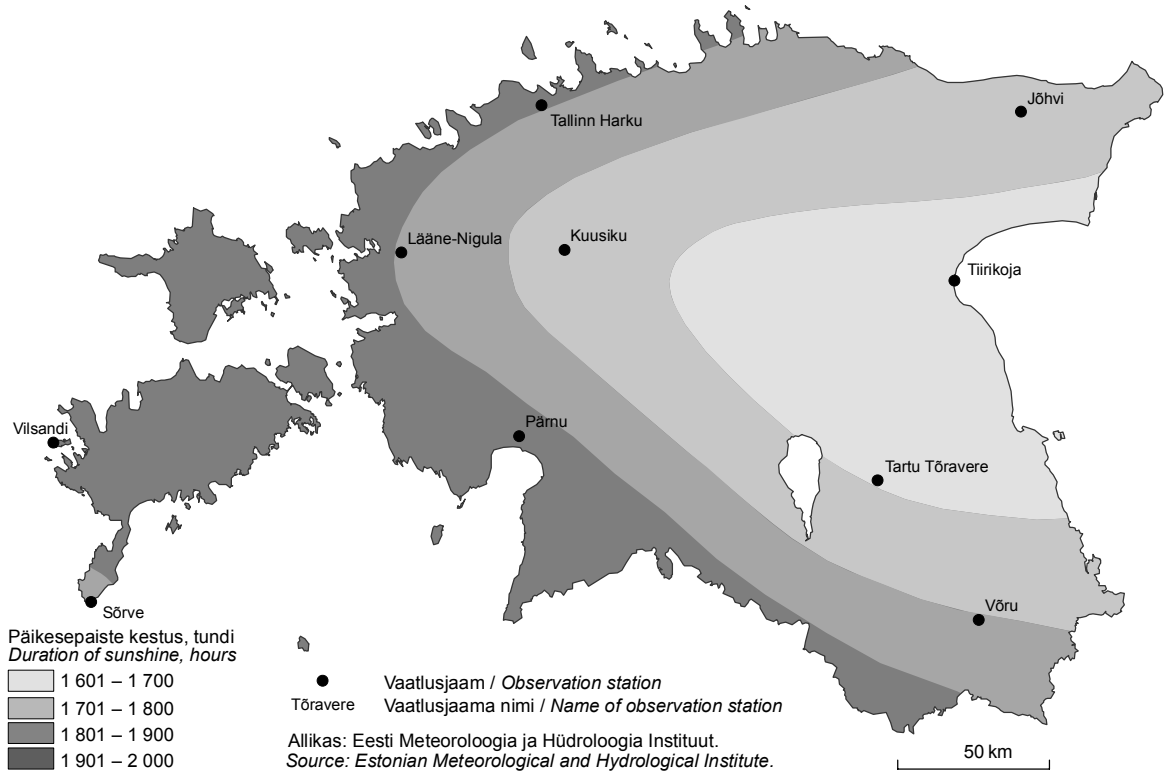 Jõhvi
Tallinn Harku
Lääne-Nigula
Kuusiku
Tiirikoja
Vilsandi
Pärnu
Tartu Tõravere
Sõrve
Võru
Päikesepaiste kestus, tundi
Duration of sunshine, hours
1 601 – 1 700
1 701 – 1 800
1 801 – 1 900
1 901 – 2 000
Vaatlusjaam / Observation station
Tõravere Vaatlusjaama nimi / Name of observation station
Allikas: Eesti Meteoroloogia ja Hüdroloogia Instituut.
Source: Estonian Meteorological and Hydrological Institute.
50 km